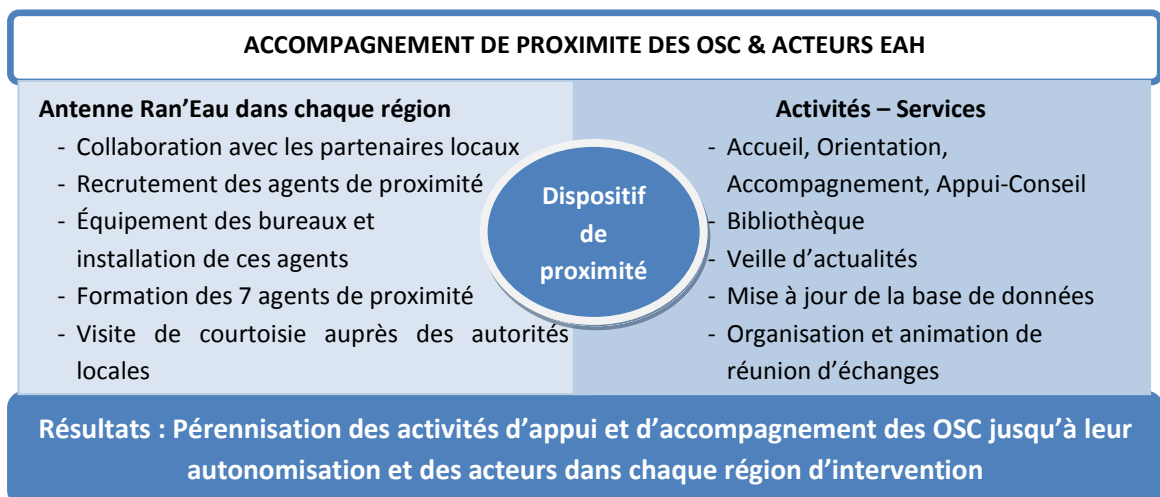 ACCOMPAGNEMENT DE PROXIMITE DES OSC & ACTEURS EAH
Antenne Ran’Eau dans chaque région
- Collaboration avec les partenaires locaux
- Recrutement des agents de proximité
- Équipement des bureaux et
installation de ces agents
- Formation des 7 agents de proximité
- Visite de courtoisie auprès des autorités
locales
Dispositif
de
proximité
Activités – Services
- Accueil, Orientation,
Accompagnement, Appui-Conseil
- Bibliothèque
- Veille d’actualités
- Mise à jour de la base de données
- Organisation et animation de
réunion d’échanges
Résultats : Pérennisation des activités d’appui et d’accompagnement des OSC jusqu’à leur
autonomisation et des acteurs dans chaque région d’intervention